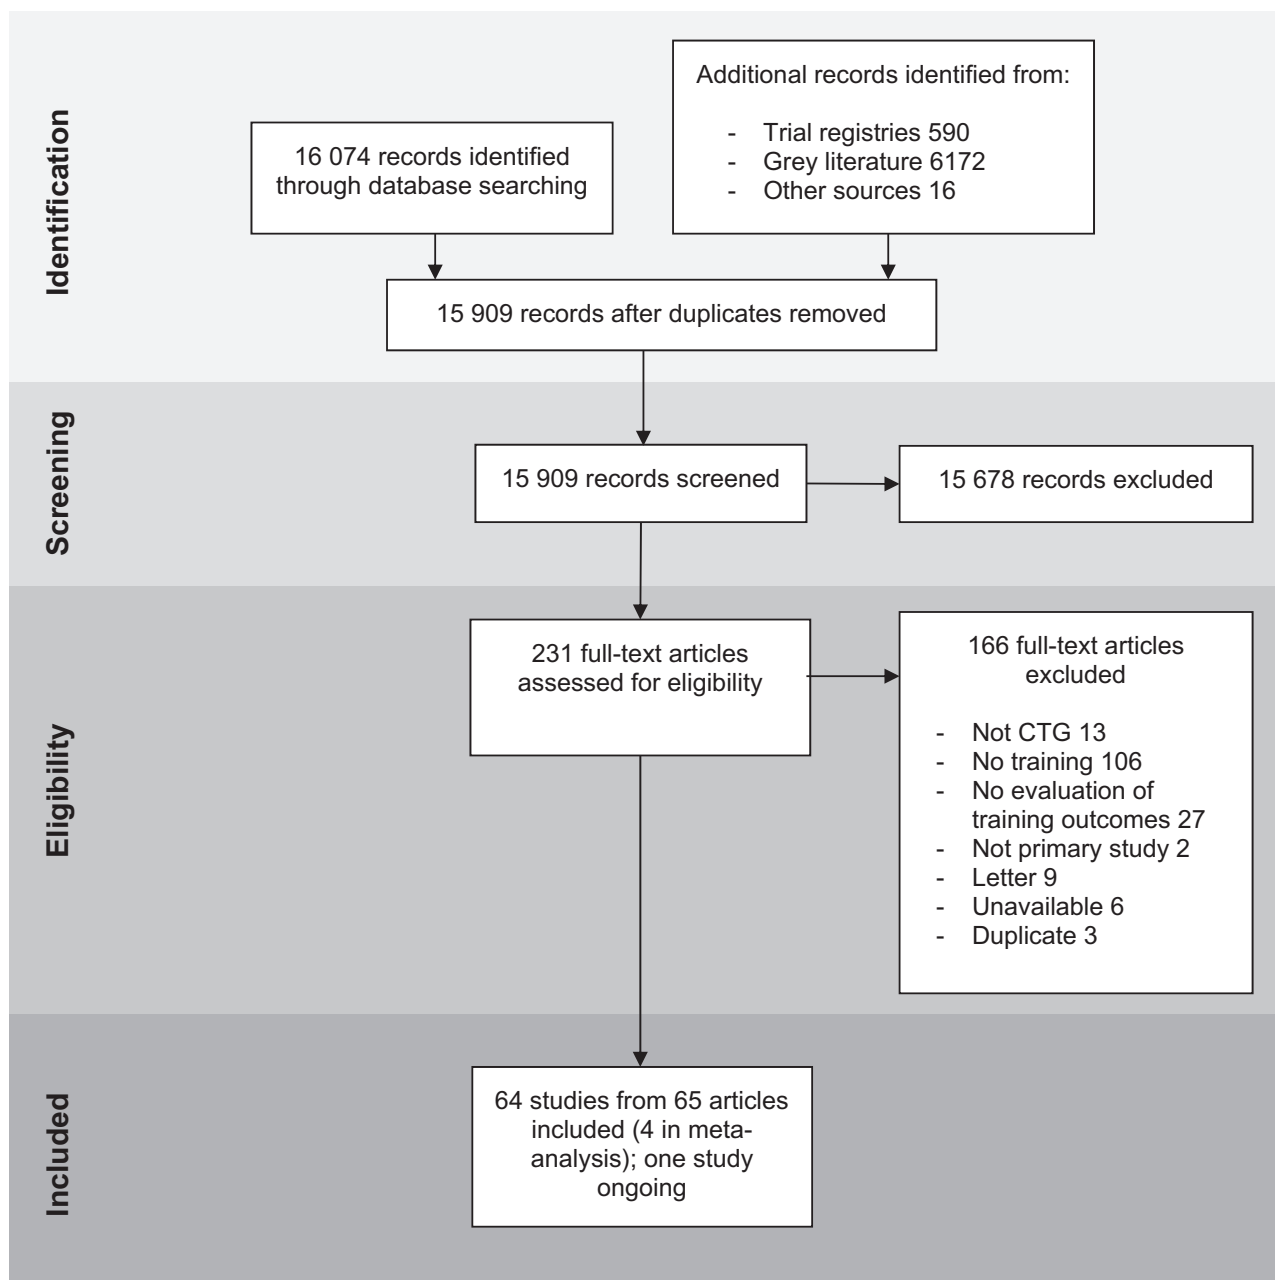 Identification
16 074 records identified
through database searching
Additional records identified from:
- Trial registries 590
- Grey literature 6172
- Other sources 16
15 909 records after duplicates removed
Screening
15 909 records screened
15 678 records excluded
Eligibility
231 full-text articles
assessed for eligibility
166 full-text articles
excluded
- Not CTG 13
- No training 106
- No evaluation of
training outcomes 27
- Not primary study 2
- Letter 9
- Unavailable 6
- Duplicate 3
Included
64 studies from 65 articles
included (4 in meta-
analysis); one study
ongoing